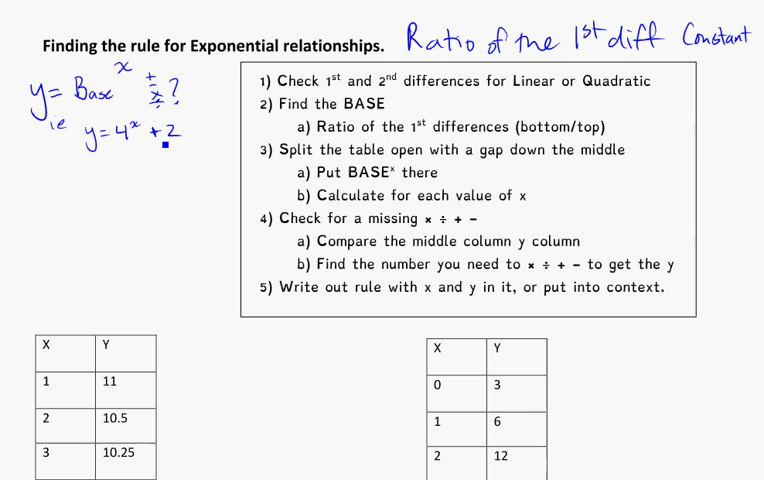 Finding the rule for Exponential relationships. Ratio of the 1st diff Constant
y = Base^x + - × ÷ ?
ie y = 4^x + 2
1) Check 1st and 2nd differences for Linear or Quadratic
2) Find the BASE
a) Ratio of the 1st differences (bottom/top)
3) Split the table open with a gap down the middle
a) Put BASE^x there
b) Calculate for each value of x
4) Check for a missing × ÷ + −
a) Compare the middle column y column
b) Find the number you need to × ÷ + − to get the y
5) Write out rule with x and y in it, or put into context.
X Y
1 11
2 10.5
3 10.25
X Y
0 3
1 6
2 12